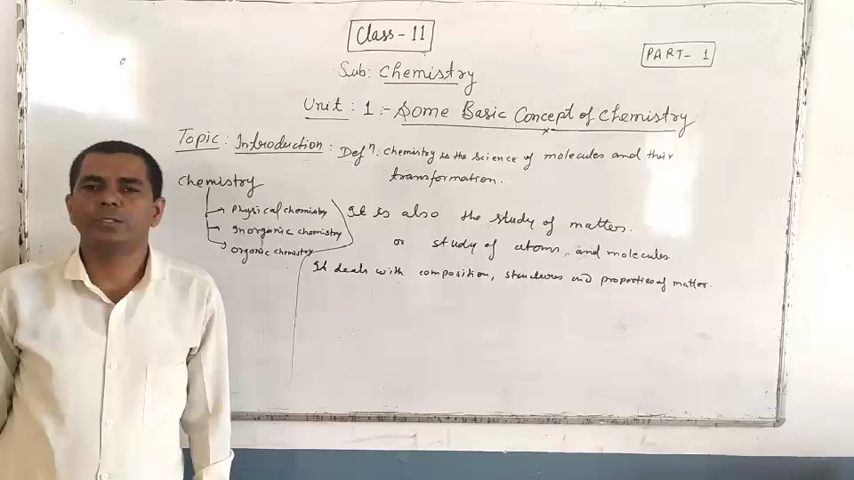 Class-11
PART-1
Sub: Chemistry
Unit: 1:- Some Basic Concept of Chemistry
Topic: Introduction: Defⁿ: Chemistry is the science of molecules and their
transformation.
Chemistry
Physical chemistry
Inorganic chemistry
Organic chemistry
It is also the study of matters.
or study of atoms, and molecules
It deals with composition, structures and properties of matter.